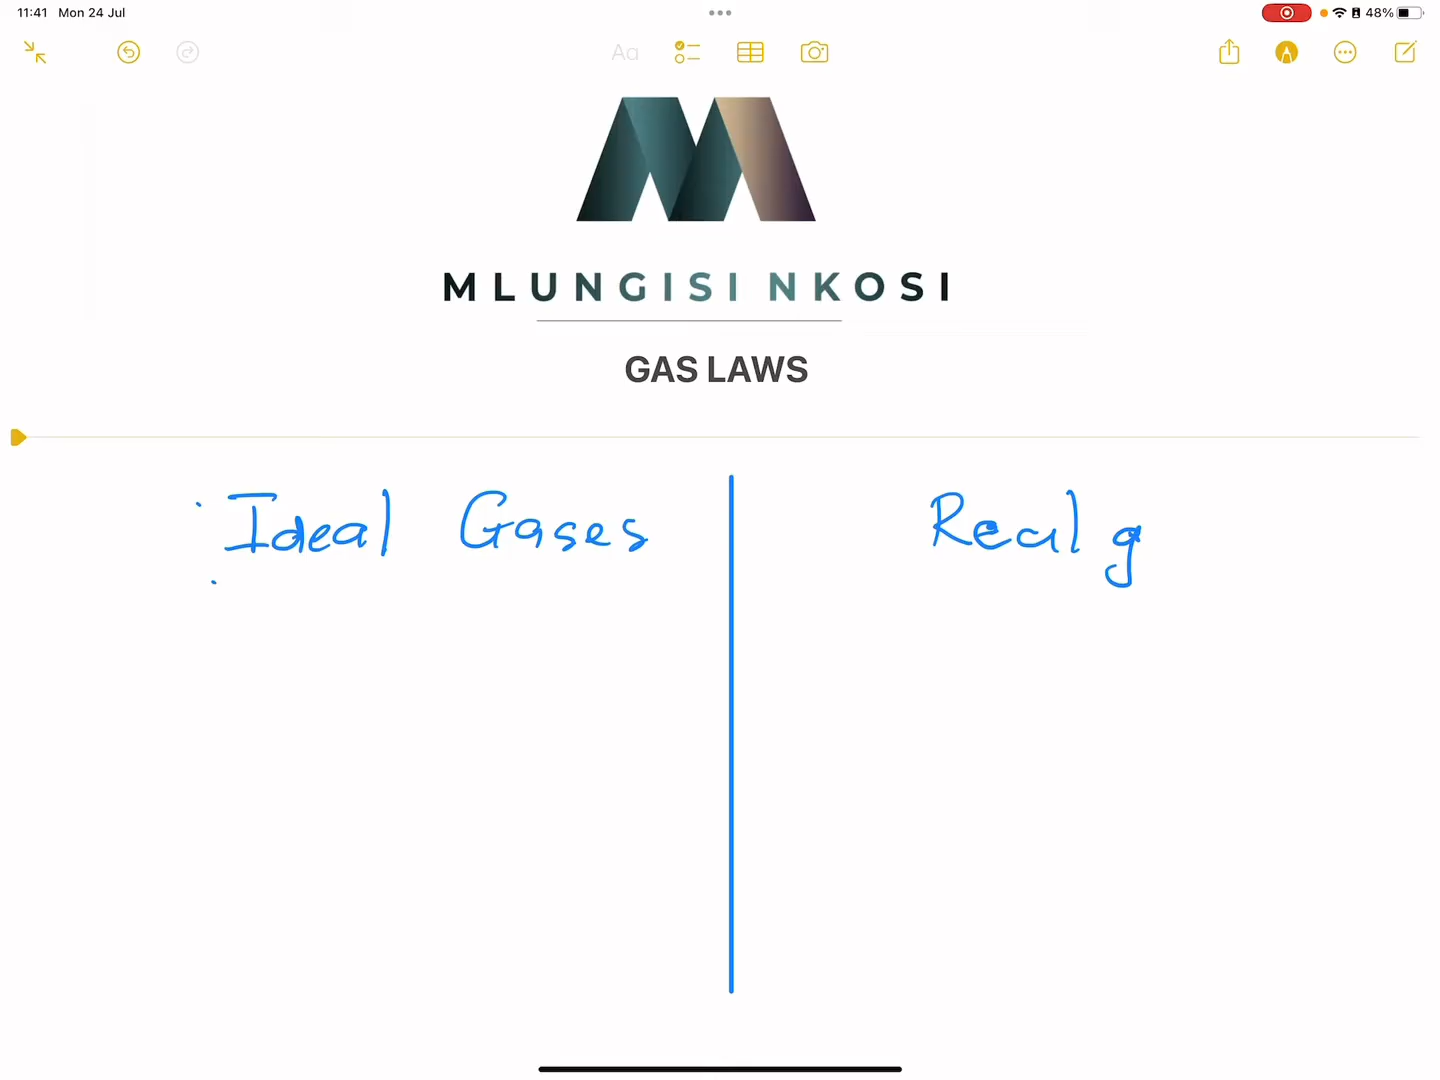 11:41 Mon 24 Jul 48%
Aa
MLUNGISI NKOSI
GAS LAWS
Ideal Gases Real g